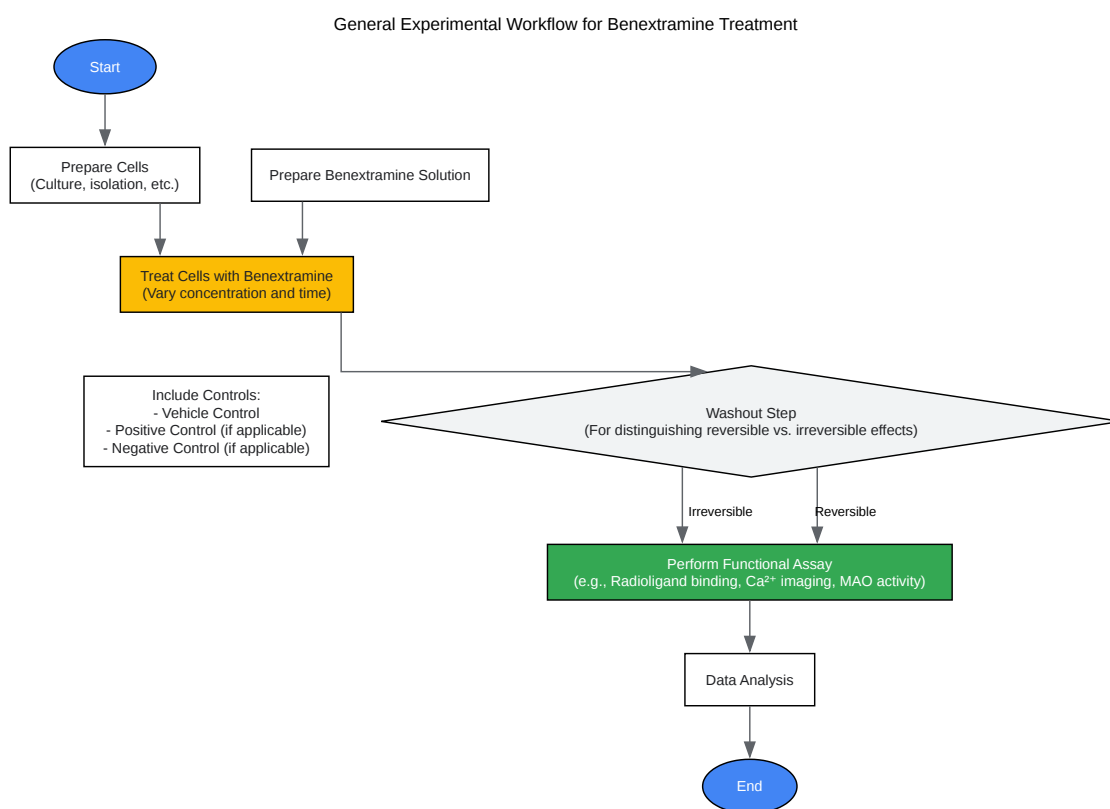 General Experimental Workflow for Benextramine Treatment
Start
Prepare Cells
(Culture, isolation, etc.)
Prepare Benextramine Solution
Treat Cells with Benextramine
(Vary concentration and time)
Include Controls:
- Vehicle Control
- Positive Control (if applicable)
- Negative Control (if applicable)
Washout Step
(For distinguishing reversible vs. irreversible effects)
Irreversible
Reversible
Perform Functional Assay
(e.g., Radioligand binding, Ca²⁺ imaging, MAO activity)
Data Analysis
End